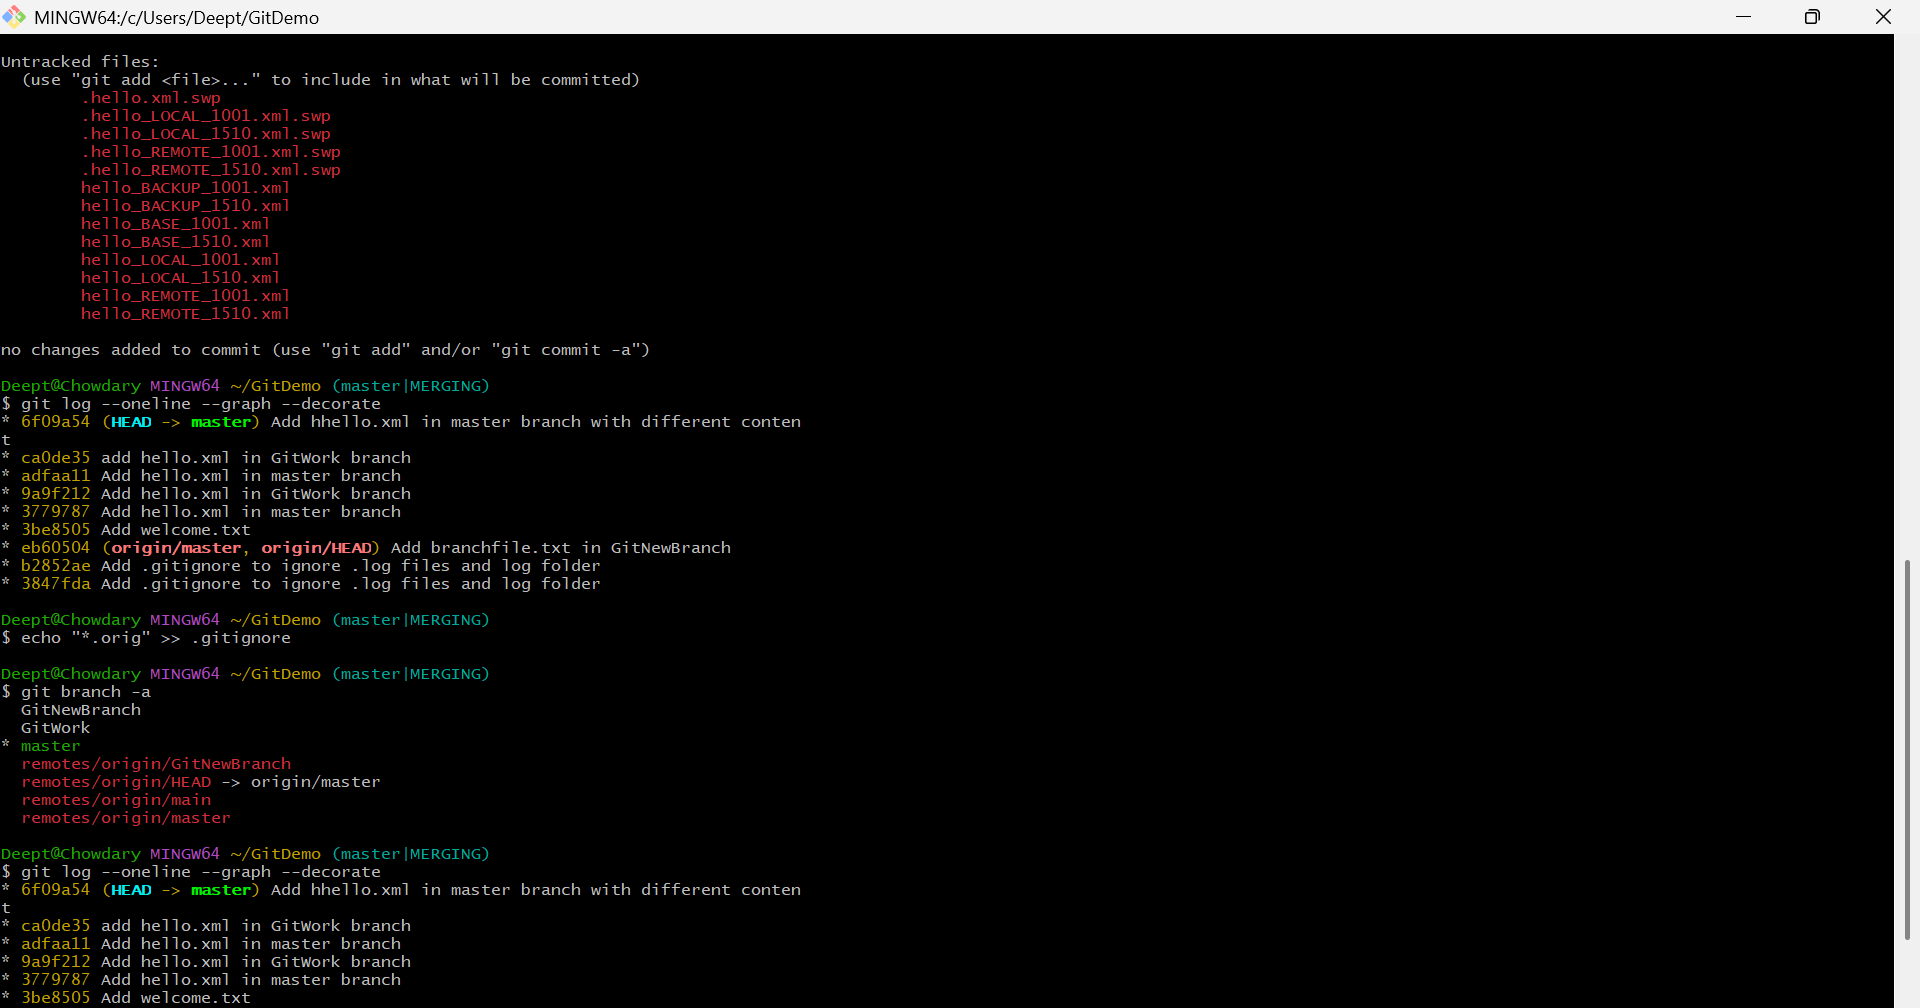 MINGW64:/c/Users/Deept/GitDemo
Untracked files:
  (use "git add <file>..." to include in what will be committed)
        .hello.xml.swp
        .hello_LOCAL_1001.xml.swp
        .hello_LOCAL_1510.xml.swp
        .hello_REMOTE_1001.xml.swp
        .hello_REMOTE_1510.xml.swp
        hello_BACKUP_1001.xml
        hello_BACKUP_1510.xml
        hello_BASE_1001.xml
        hello_BASE_1510.xml
        hello_LOCAL_1001.xml
        hello_LOCAL_1510.xml
        hello_REMOTE_1001.xml
        hello_REMOTE_1510.xml

no changes added to commit (use "git add" and/or "git commit -a")

Deept@Chowdary MINGW64 ~/GitDemo (master|MERGING)
$ git log --oneline --graph --decorate
* 6f09a54 (HEAD -> master) Add hhello.xml in master branch with different conten
t
* ca0de35 add hello.xml in GitWork branch
* adfaa11 Add hello.xml in master branch
* 9a9f212 Add hello.xml in GitWork branch
* 3779787 Add hello.xml in master branch
* 3be8505 Add welcome.txt
* eb60504 (origin/master, origin/HEAD) Add branchfile.txt in GitNewBranch
* b2852ae Add .gitignore to ignore .log files and log folder
* 3847fda Add .gitignore to ignore .log files and log folder

Deept@Chowdary MINGW64 ~/GitDemo (master|MERGING)
$ echo "*.orig" >> .gitignore

Deept@Chowdary MINGW64 ~/GitDemo (master|MERGING)
$ git branch -a
  GitNewBranch
  GitWork
* master
  remotes/origin/GitNewBranch
  remotes/origin/HEAD -> origin/master
  remotes/origin/main
  remotes/origin/master

Deept@Chowdary MINGW64 ~/GitDemo (master|MERGING)
$ git log --oneline --graph --decorate
* 6f09a54 (HEAD -> master) Add hhello.xml in master branch with different conten
t
* ca0de35 add hello.xml in GitWork branch
* adfaa11 Add hello.xml in master branch
* 9a9f212 Add hello.xml in GitWork branch
* 3779787 Add hello.xml in master branch
* 3be8505 Add welcome.txt